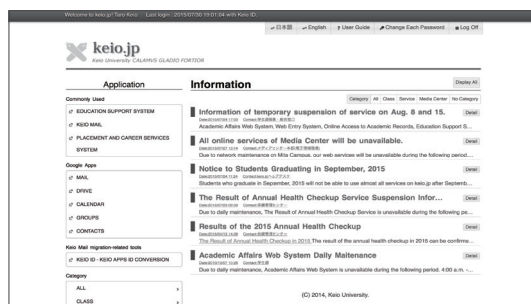 Welcome to keio.jp! Taro Keio Last login : 2015/07/30 19:01:04 with Keio ID.
日本語 English ? User Guide Change Each Password Log Off
keio.jp
Keio University CALAMVS GLADIO FORTIOR
Application
Commonly Used
EDUCATION SUPPORT SYSTEM
KEIO MAIL
PLACEMENT AND CAREER SERVICES
SYSTEM
Google Apps
MAIL
DRIVE
CALENDAR
GROUPS
CONTACTS
Keio Mail migration-related tools
KEIO ID - KEIO APPS ID CONVERSION
Category
ALL
CLASS
Information
Display All
Category All Class Service Media Center No Category
Information of temporary suspension of service on Aug. 8 and 15.
Detail
Academic Affairs Web System, Web Entry System, Online Access to Academic Records, Education Support S...
All online services of Media Center will be unavailable.
Detail
Due to network maintenance on Mita Campus, our web services will be unavailable during the following period....
Notice to Students Graduating in September, 2015
Detail
Students who graduate in September, 2015 will not be able to use almost all services on keio.jp after Septemb...
The Result of Annual Health Checkup Service Suspension Infor...
Detail
Due to daily maintenance, The Result of Annual Health Checkup Service is unavailable during the following pe...
Results of the 2015 Annual Health Checkup
Detail
The Result of Annual Health Checkup in 2015 The result of the annual health checkup in 2015 can be confirme...
Academic Affairs Web System Daily Maitenance
Detail
Due to daily maintenance, Academic Affairs Web System is unavailable during the following period. 4:00 a.m. -...
(C) 2014, Keio University.